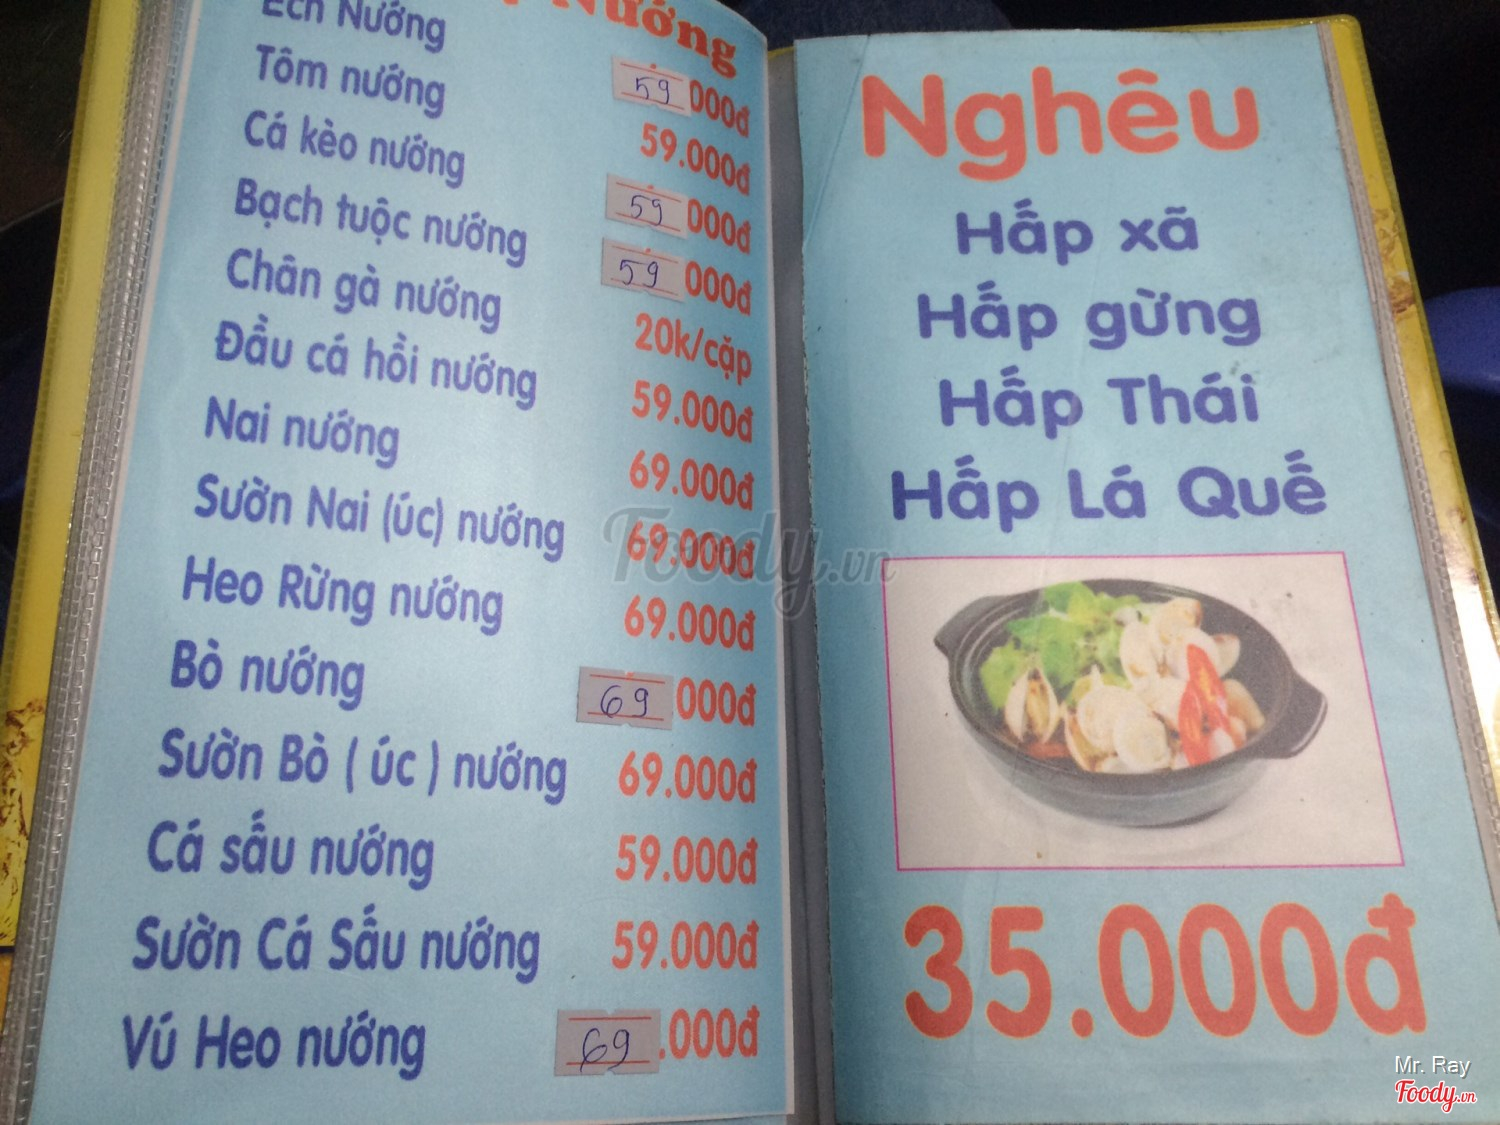 Nướng
Ếch Nướng 59 000đ
Tôm nướng 59.000đ
Cá kèo nướng 59 000đ
Bạch tuộc nướng 59 000đ
Chân gà nướng 20k/cặp
Đầu cá hồi nướng 59.000đ
Nai nướng 69.000đ
Sườn Nai (úc) nướng 69.000đ
Heo Rừng nướng 69.000đ
Bò nướng 69 000đ
Sườn Bò ( úc ) nướng 69.000đ
Cá sấu nướng 59.000đ
Sườn Cá Sấu nướng 59.000đ
Vú Heo nướng 69.000đ
Nghêu
Hấp xã
Hấp gừng
Hấp Thái
Hấp Lá Quế
35.000đ
Foody.vn
Mr. Ray
Foody.vn